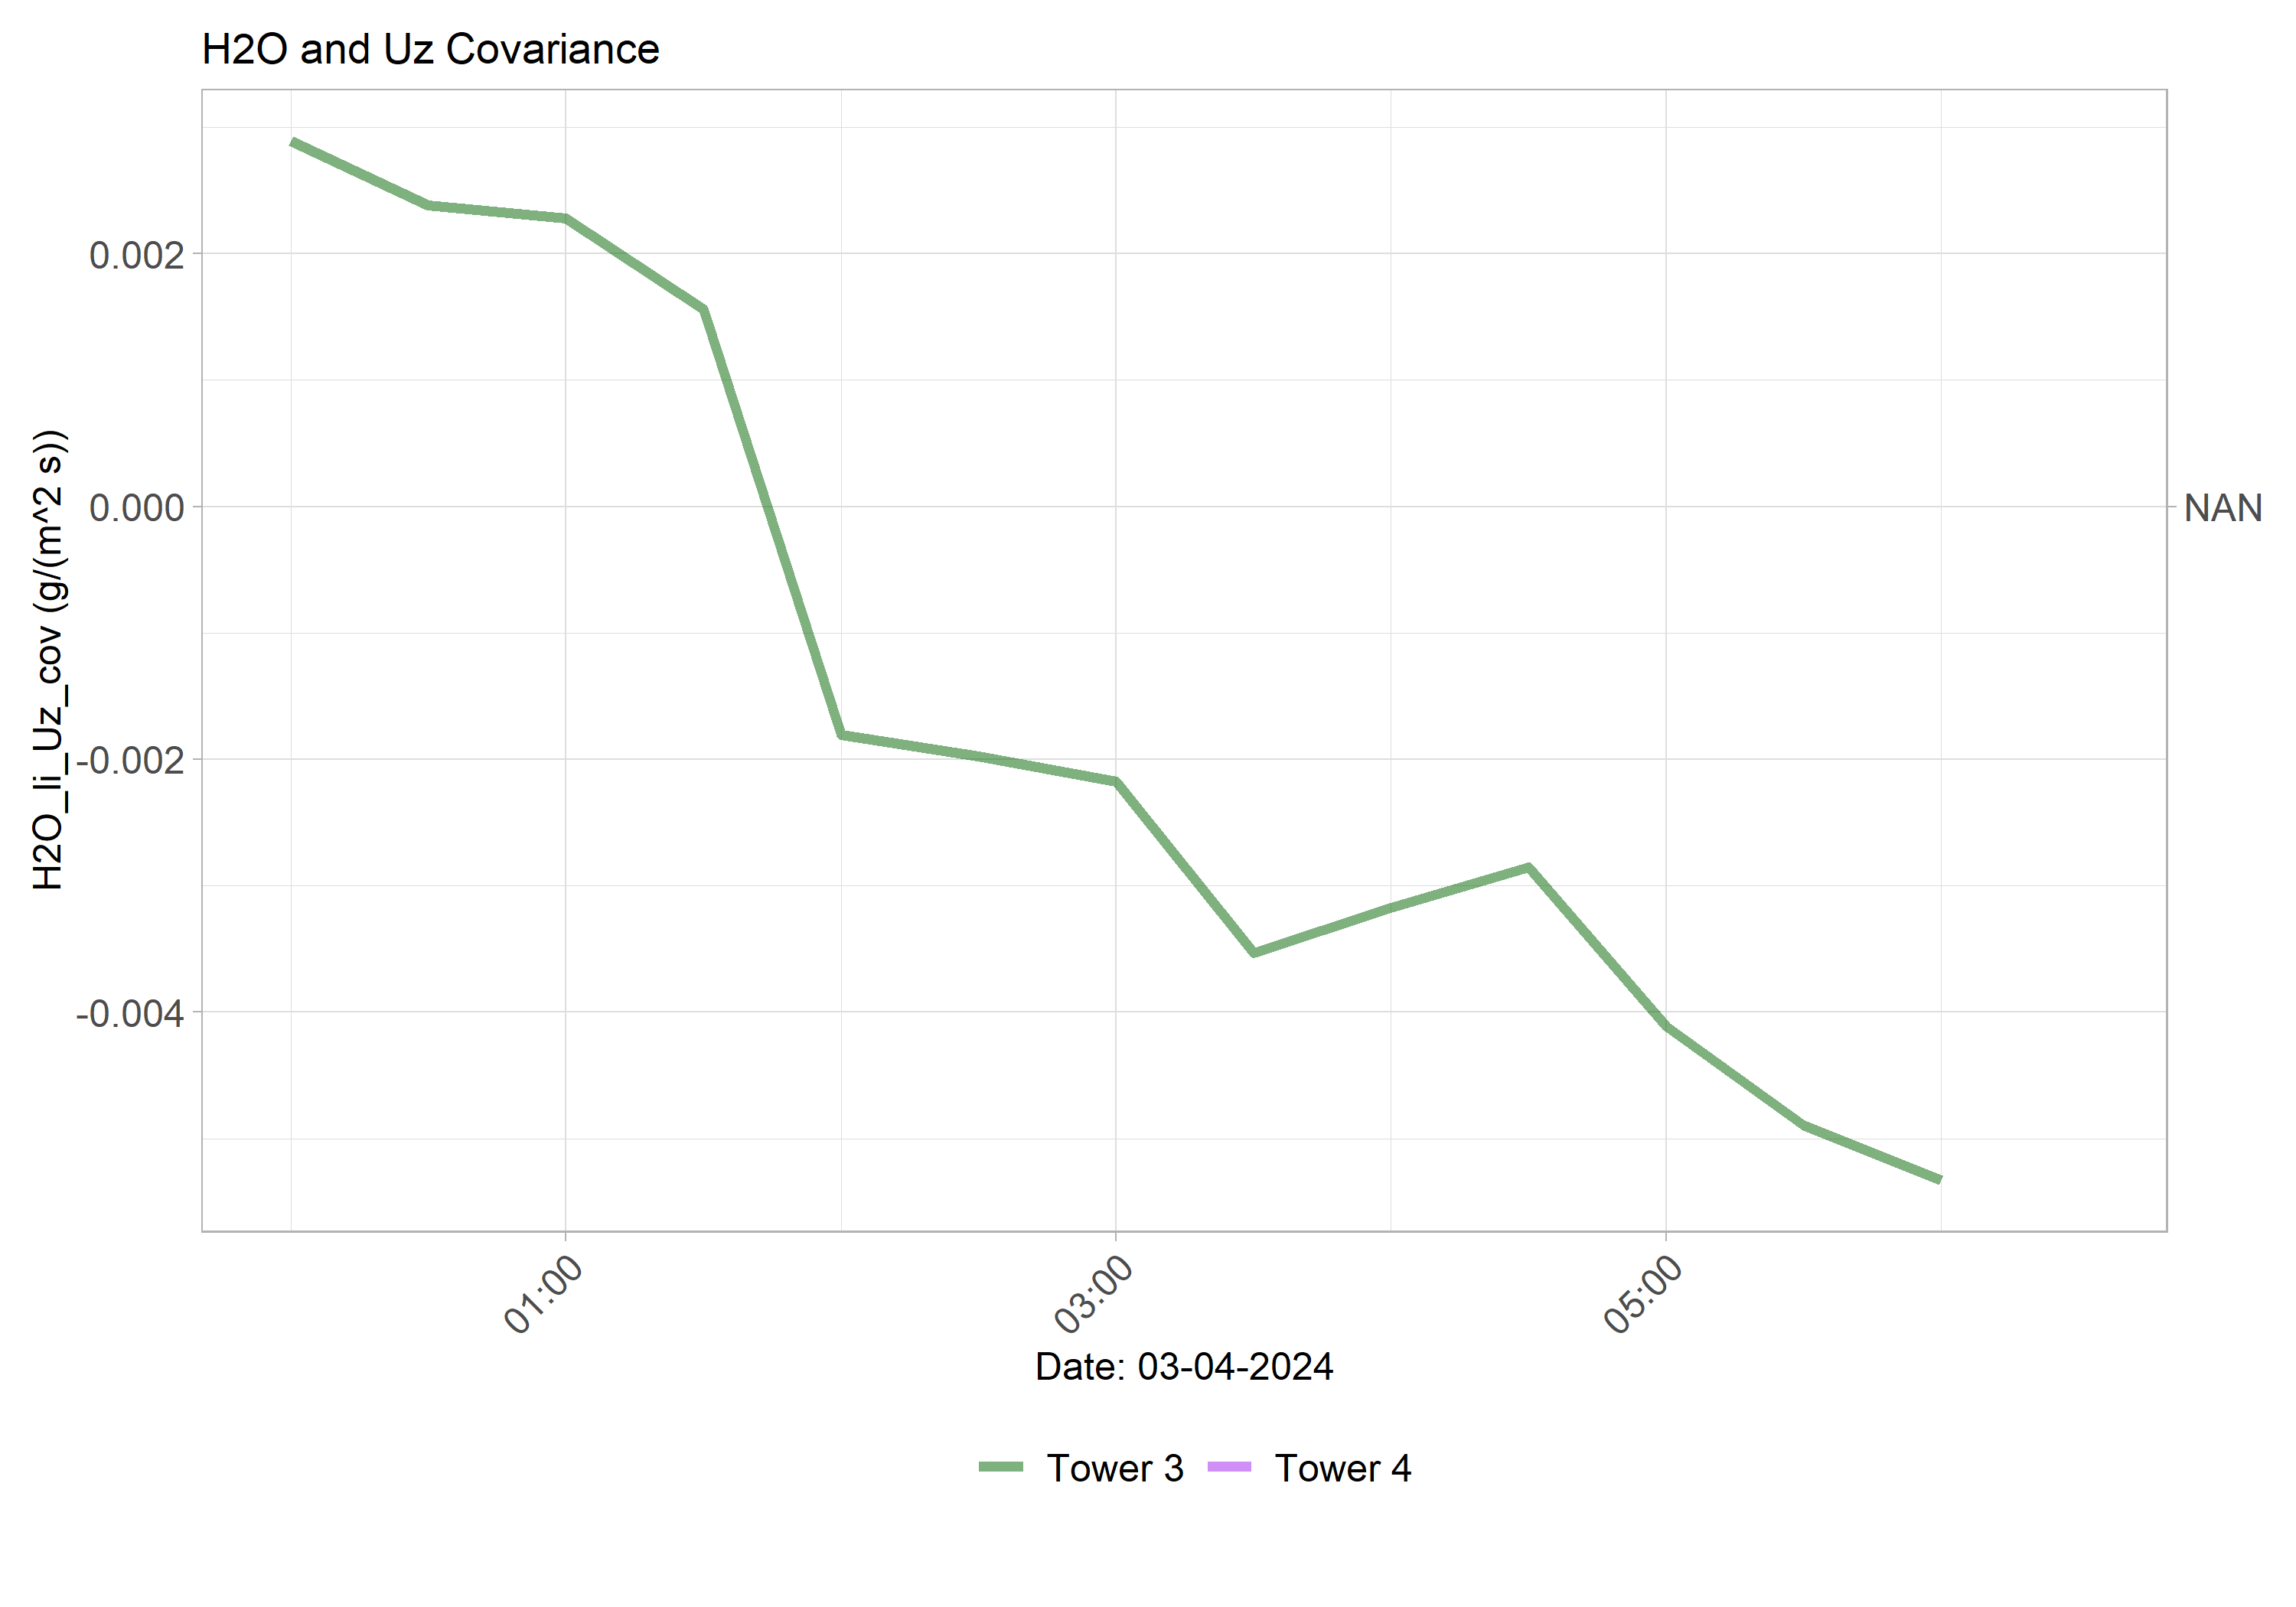 H2O and Uz Covariance
H2O_li_Uz_cov (g/(m^2 s))
0.002
0.000
-0.002
-0.004
NAN
01:00
03:00
05:00
Date: 03-04-2024
Tower 3
Tower 4